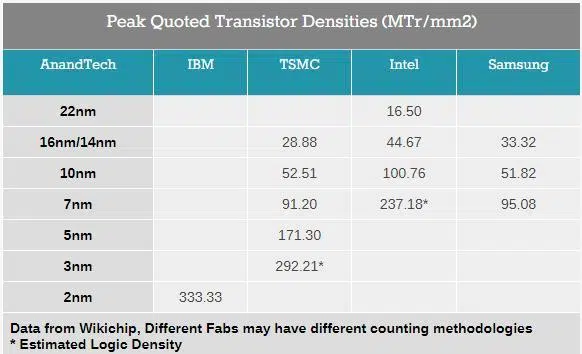 Peak Quoted Transistor Densities (MTr/mm2)
AnandTech IBM TSMC Intel Samsung
22nm 16.50
16nm/14nm 28.88 44.67 33.32
10nm 52.51 100.76 51.82
7nm 91.20 237.18* 95.08
5nm 171.30
3nm 292.21*
2nm 333.33
Data from Wikichip, Different Fabs may have different counting methodologies
* Estimated Logic Density